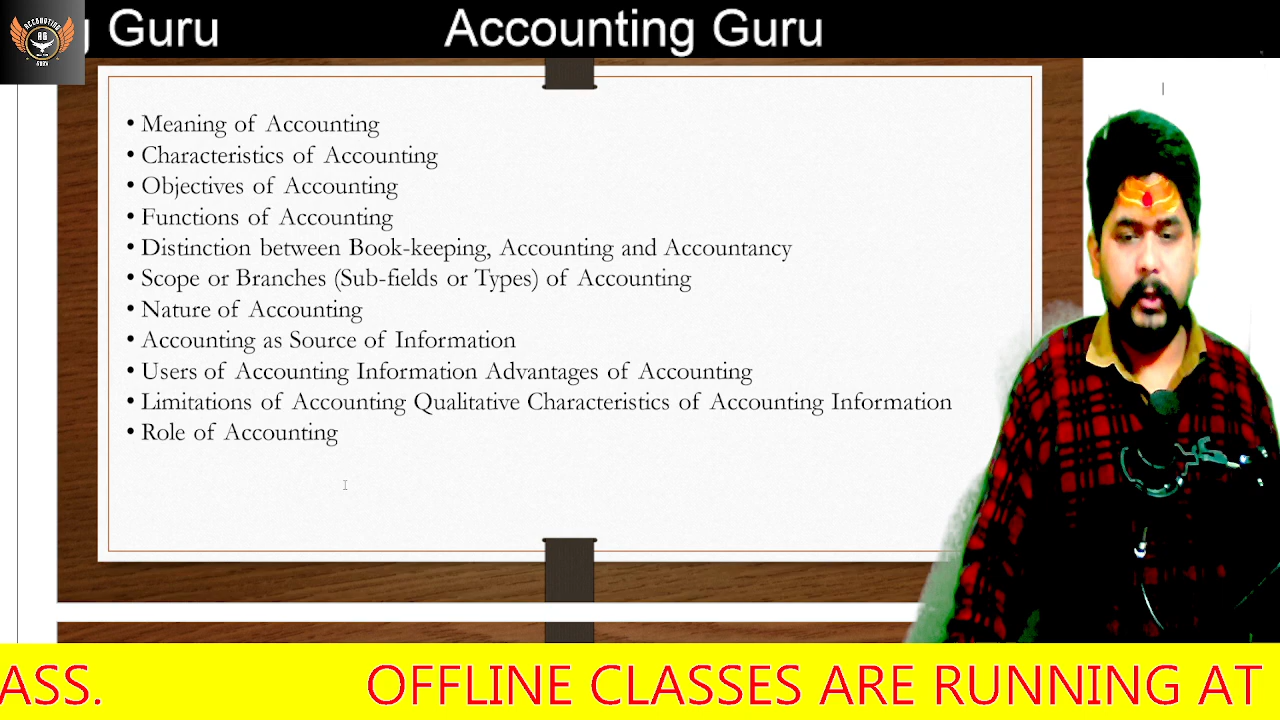 Guru Accounting Guru
ACCOUNTING
AG
GURU
• Meaning of Accounting
• Characteristics of Accounting
• Objectives of Accounting
• Functions of Accounting
• Distinction between Book-keeping, Accounting and Accountancy
• Scope or Branches (Sub-fields or Types) of Accounting
• Nature of Accounting
• Accounting as Source of Information
• Users of Accounting Information Advantages of Accounting
• Limitations of Accounting Qualitative Characteristics of Accounting Information
• Role of Accounting
ASS. OFFLINE CLASSES ARE RUNNING AT